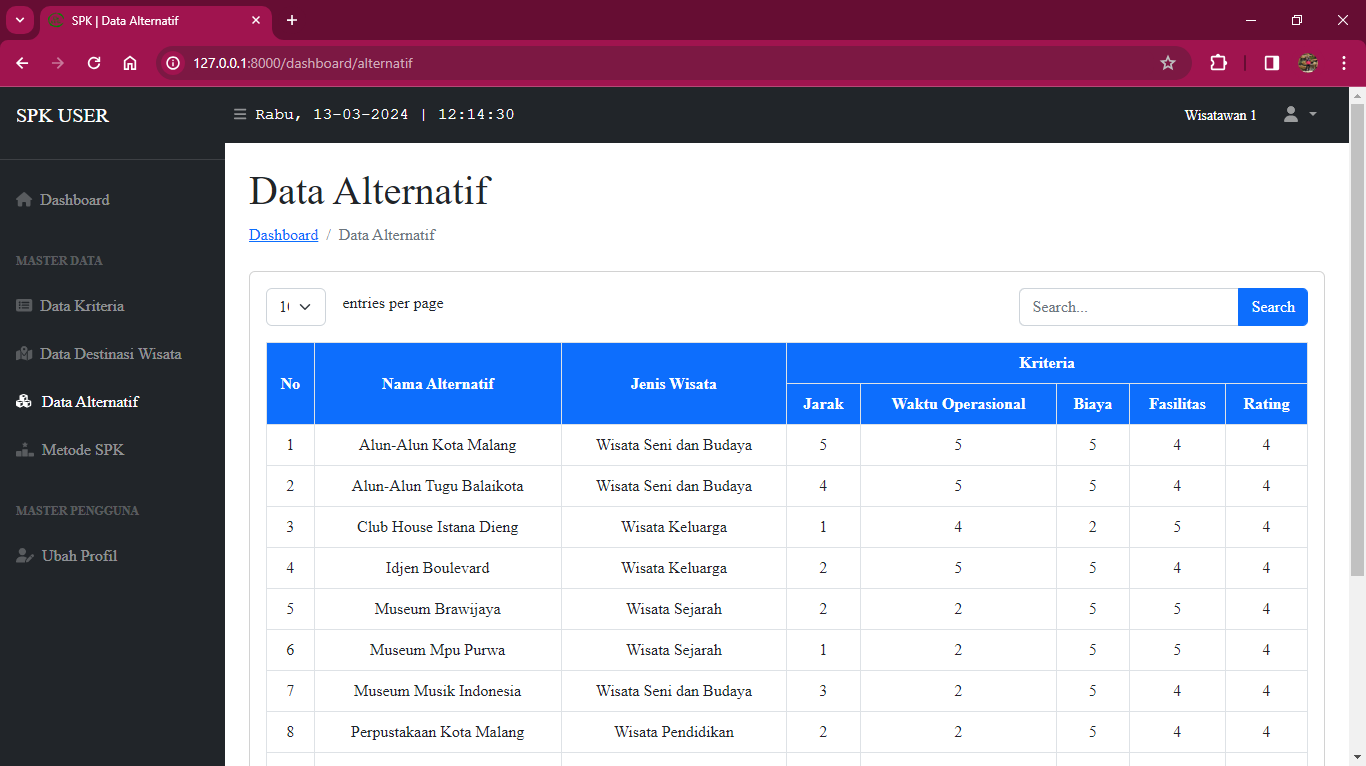 SPK | Data Alternatif
127.0.0.1:8000/dashboard/alternatif
SPK USER
Rabu, 13-03-2024 | 12:14:30
Wisatawan 1
Dashboard
MASTER DATA
Data Kriteria
Data Destinasi Wisata
Data Alternatif
Metode SPK
MASTER PENGGUNA
Ubah Profil
Data Alternatif
Dashboard / Data Alternatif
entries per page
Search...
Search
No Nama Alternatif Jenis Wisata Kriteria
Jarak Waktu Operasional Biaya Fasilitas Rating
1 Alun-Alun Kota Malang Wisata Seni dan Budaya 5 5 5 4 4
2 Alun-Alun Tugu Balaikota Wisata Seni dan Budaya 4 5 5 4 4
3 Club House Istana Dieng Wisata Keluarga 1 4 2 5 4
4 Idjen Boulevard Wisata Keluarga 2 5 5 4 4
5 Museum Brawijaya Wisata Sejarah 2 2 5 5 4
6 Museum Mpu Purwa Wisata Sejarah 1 2 5 5 4
7 Museum Musik Indonesia Wisata Seni dan Budaya 3 2 5 4 4
8 Perpustakaan Kota Malang Wisata Pendidikan 2 2 5 4 4